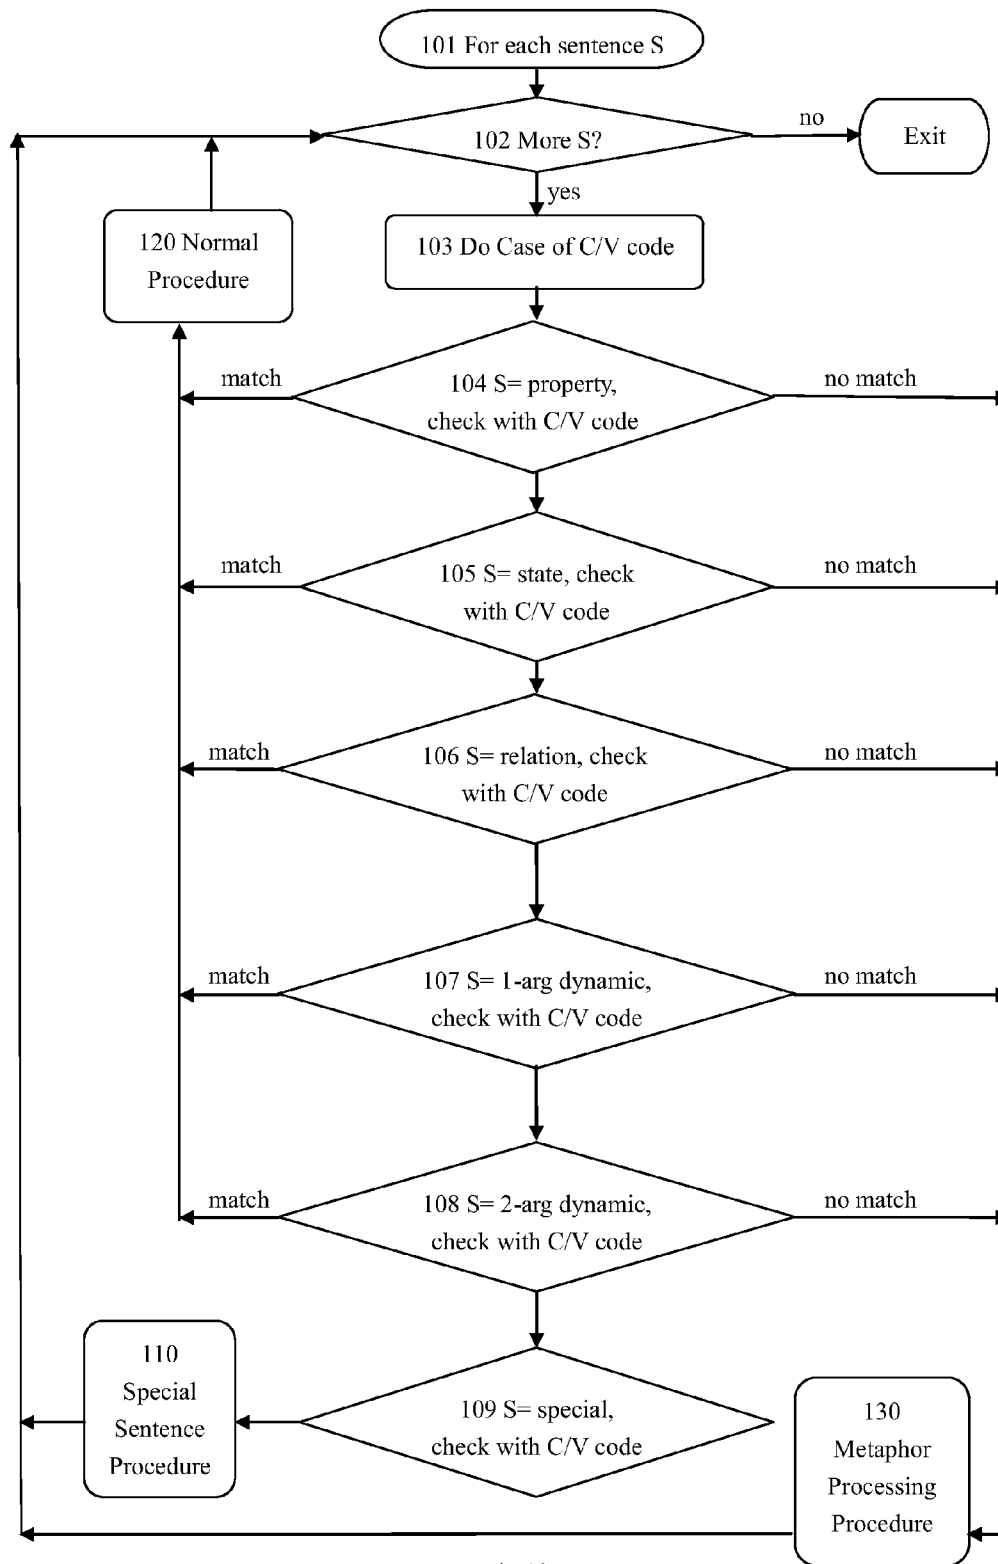 101 For each sentence S
102 More S?
no
Exit
yes
120 Normal
Procedure
103 Do Case of C/V code
match
104 S= property,
check with C/V code
no match
match
105 S= state, check
with C/V code
no match
match
106 S= relation, check
with C/V code
no match
match
107 S= 1-arg dynamic,
check with C/V code
no match
match
108 S= 2-arg dynamic,
check with C/V code
no match
110
Special
Sentence
Procedure
109 S= special,
check with C/V code
130
Metaphor
Processing
Procedure